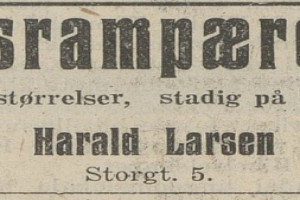 srampære
størrelser, stadig på
Harald Larsen
Storgt. 5.